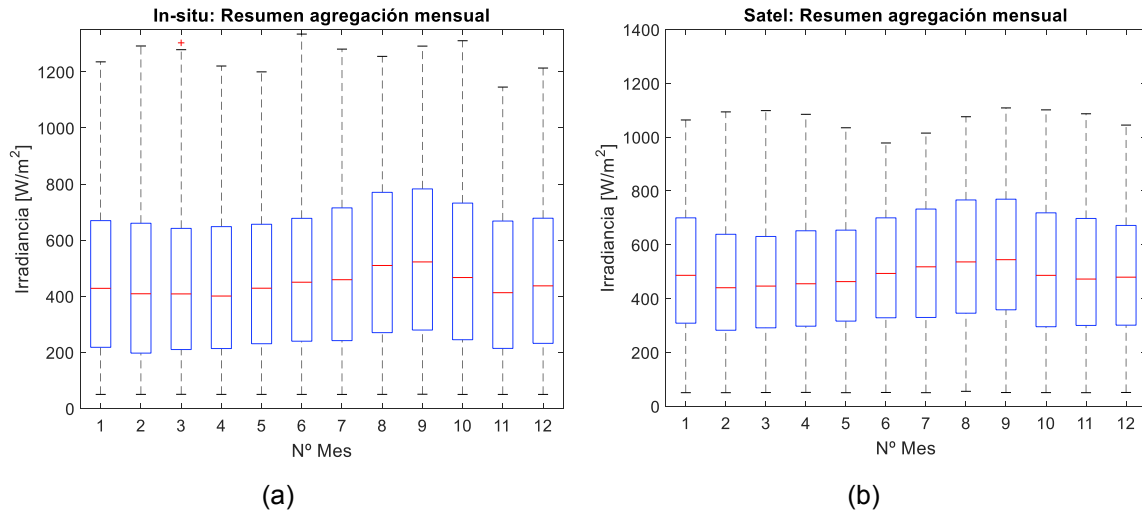 In-situ: Resumen agregación mensual
Irradiancia [W/m²]
1200
1000
800
600
400
200
0
1 2 3 4 5 6 7 8 9 10 11 12
Nº Mes
(a)
Satel: Resumen agregación mensual
Irradiancia [W/m²]
1400
1200
1000
800
600
400
200
0
1 2 3 4 5 6 7 8 9 10 11 12
Nº Mes
(b)